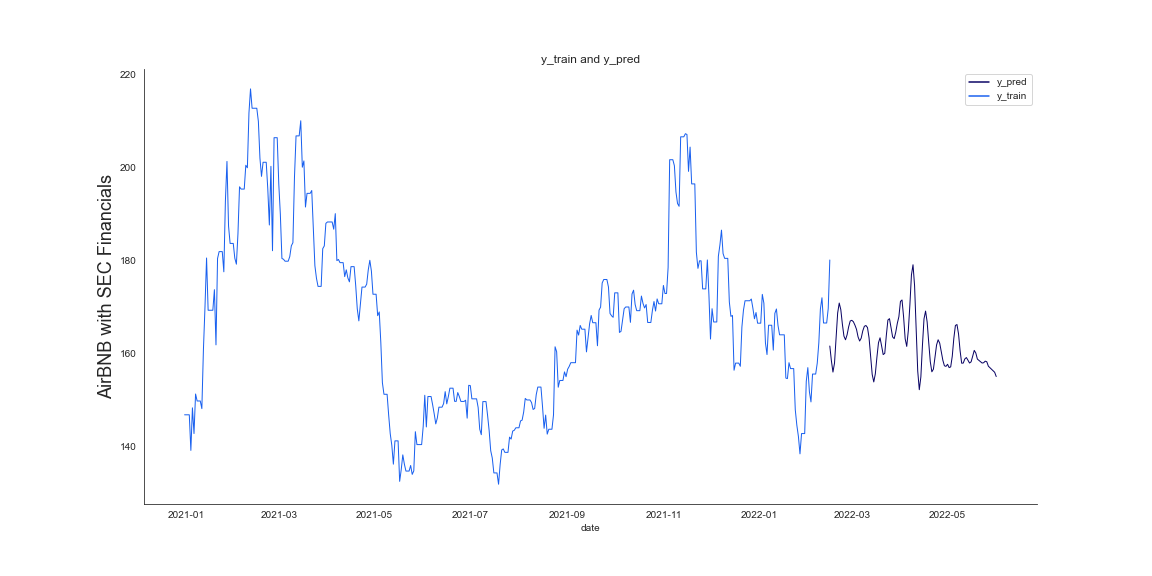 y_train and y_pred
y_pred
y_train
AirBNB with SEC Financials
220
200
180
160
140
2021-01 2021-03 2021-05 2021-07 2021-09 2021-11 2022-01 2022-03 2022-05
date